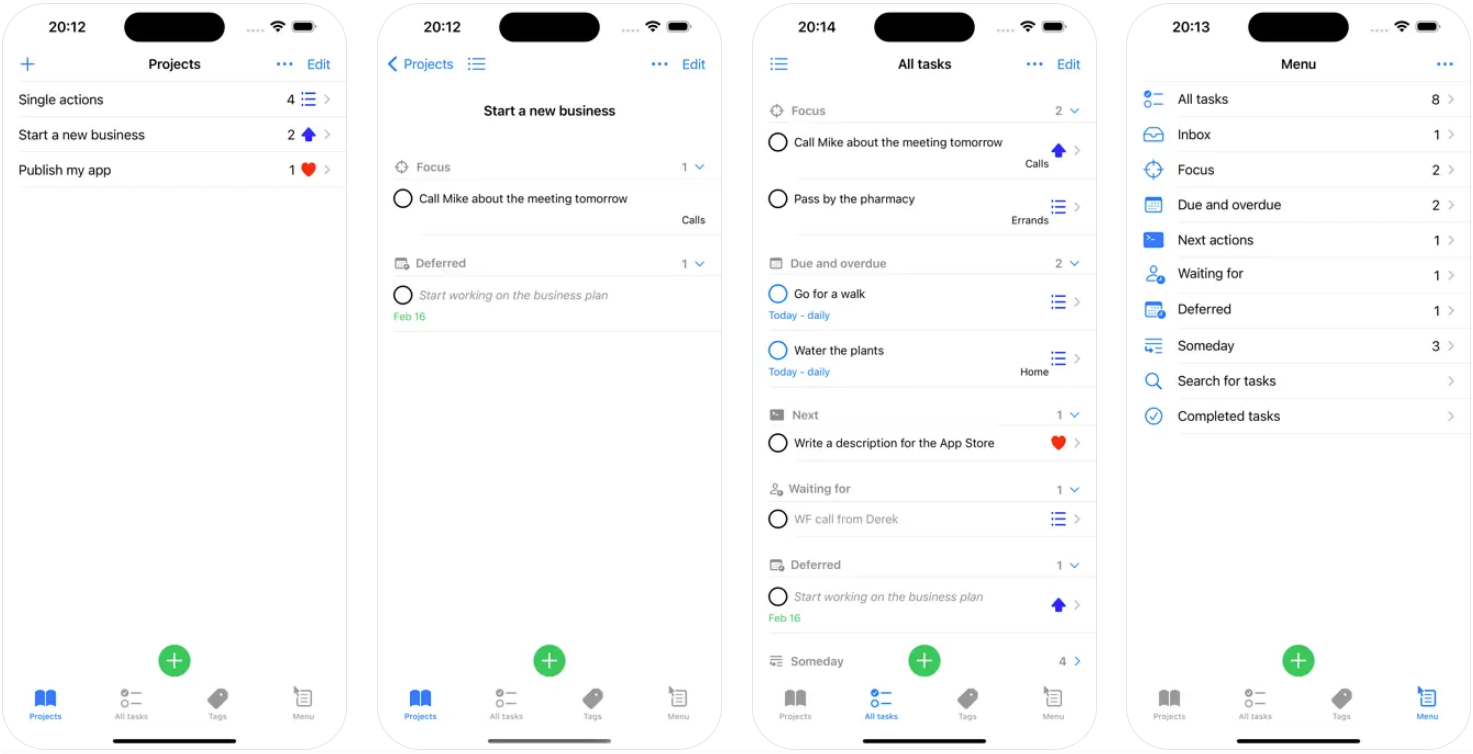 20:12
Projects
Edit
Single actions 4
Start a new business 2
Publish my app 1
Projects All tasks Tags Menu
20:12
Projects
Edit
Start a new business
Focus 1
Call Mike about the meeting tomorrow
Calls
Deferred 1
Start working on the business plan
Feb 16
Projects All tasks Tags Menu
20:14
All tasks
Edit
Focus 2
Call Mike about the meeting tomorrow
Calls
Pass by the pharmacy
Errands
Due and overdue 2
Go for a walk
Today - daily
Water the plants
Today - daily Home
Next 1
Write a description for the App Store
Waiting for 1
WF call from Derek
Deferred 1
Start working on the business plan
Feb 16
Someday 4
Projects All tasks Tags Menu
20:13
Menu
All tasks 8
Inbox 1
Focus 2
Due and overdue 2
Next actions 1
Waiting for 1
Deferred 1
Someday 3
Search for tasks
Completed tasks
Projects All tasks Tags Menu